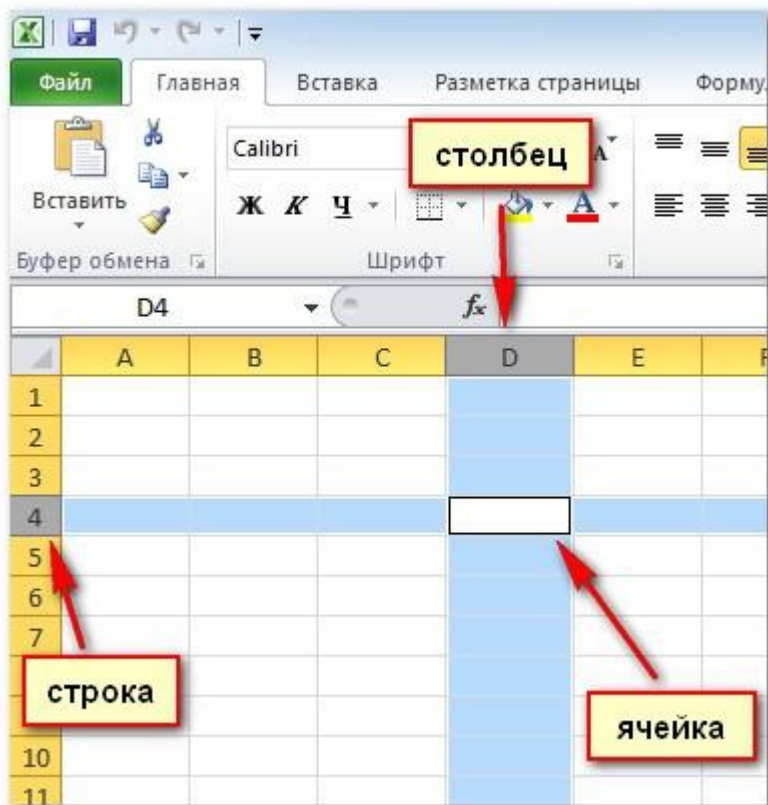 Файл Главная Вставка Разметка страницы Форму
Calibri
столбец
Вставить
Ж К Ч
А
Буфер обмена Шрифт
D4 fx
A B C D E F
1
2
3
4
5
6
7
строка
ячейка
10
11